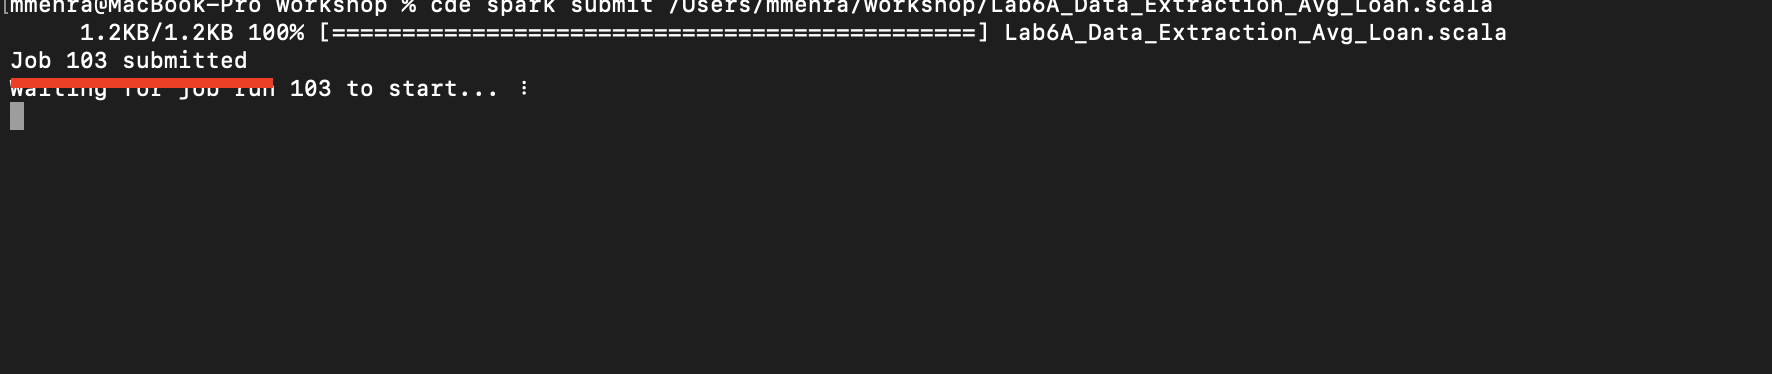 [mmehra@MacBook-Pro Workshop % cde spark submit /Users/mmehra/Workshop/Lab6A_Data_Extraction_Avg_Loan.scala
1.2KB/1.2KB 100% [==============================================] Lab6A_Data_Extraction_Avg_Loan.scala
Job 103 submitted
Waiting for job run 103 to start... ⫶